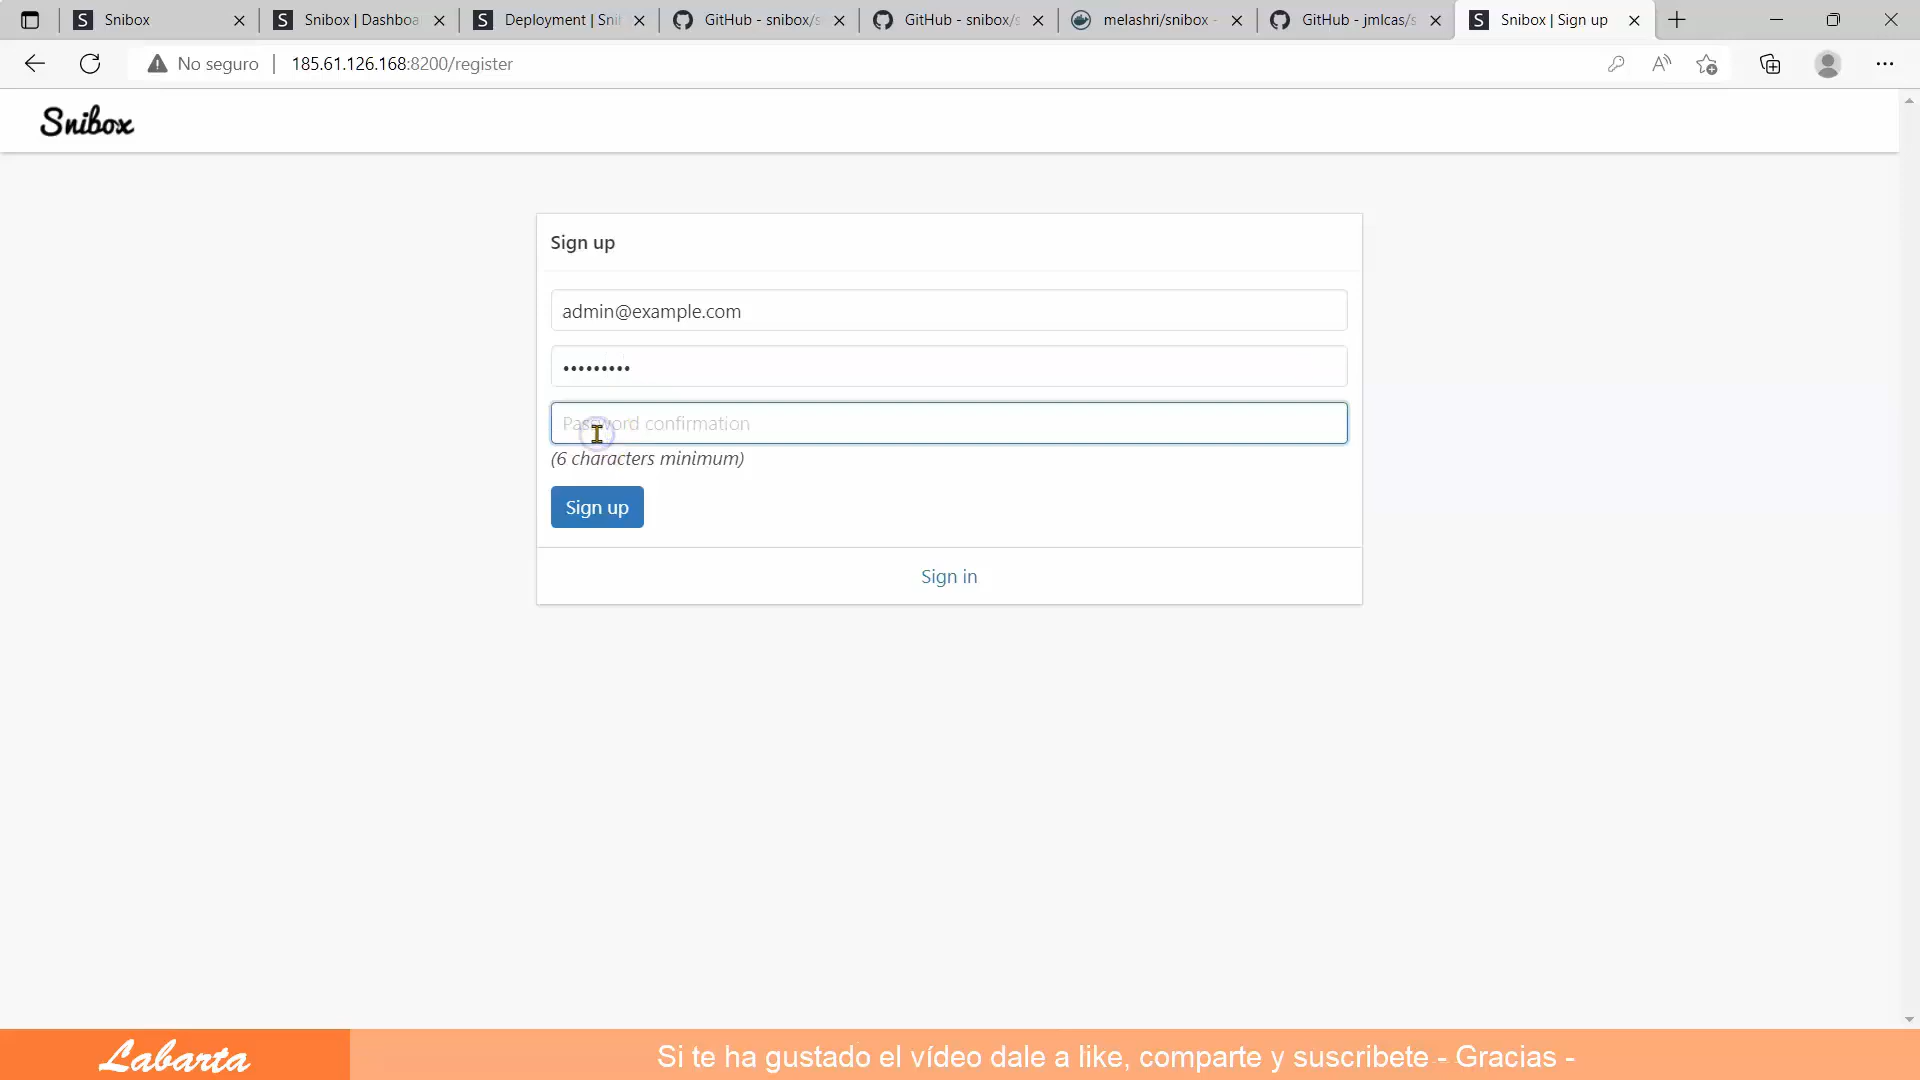 Snibox
Snibox | Dashboa
Deployment | Sni
GitHub - snibox/s
GitHub - snibox/s
melashri/snibox -
GitHub - jmlcas/s
Snibox | Sign up
No seguro
185.61.126.168:8200/register
Snibox
Sign up
admin@example.com
•••••••••
Password confirmation
(6 characters minimum)
Sign up
Sign in
Labarta
Si te ha gustado el vídeo dale a like, comparte y suscribete - Gracias -